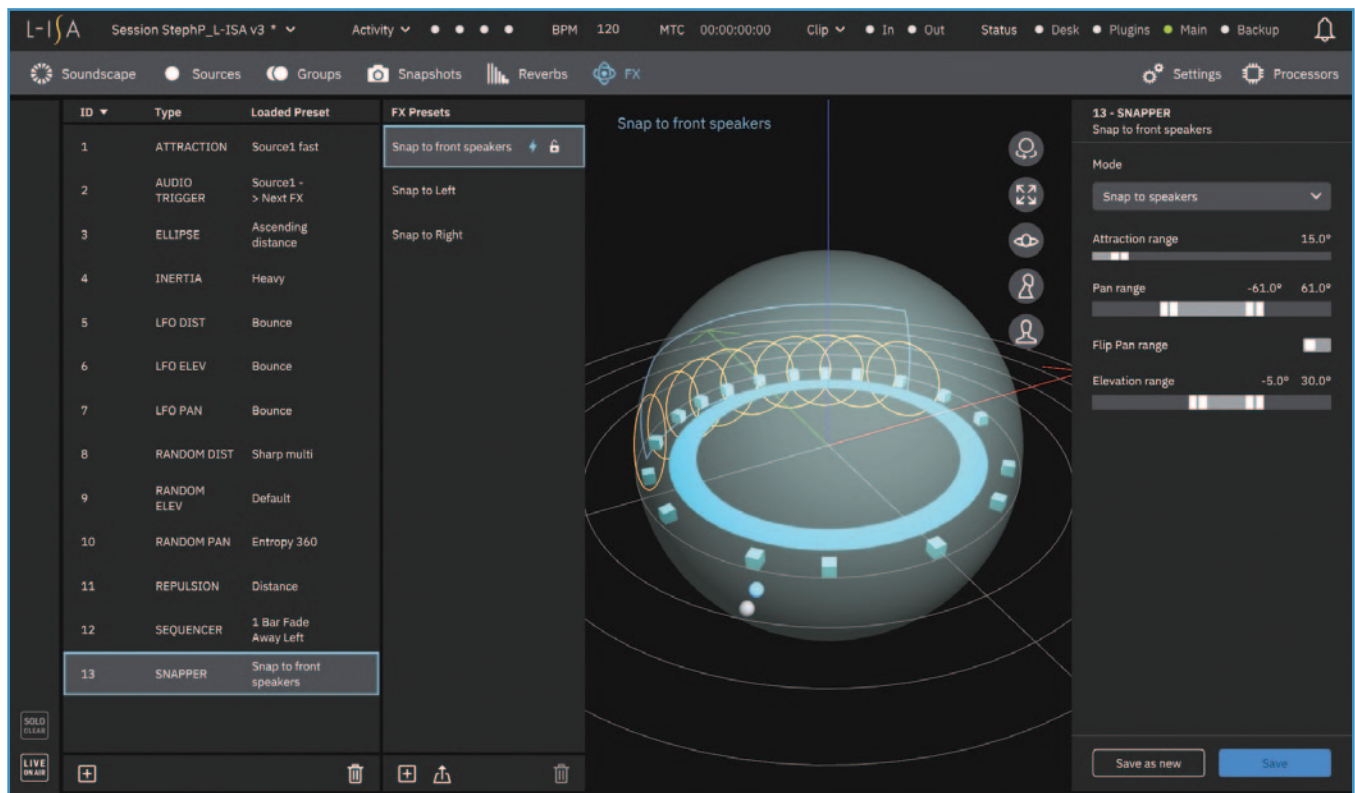 L-ISA Session StephP_L-ISA v3 * Activity BPM 120 MTC 00:00:00:00 Clip In Out Status Desk Plugins Main Backup
Soundscape Sources Groups Snapshots Reverbs FX Settings Processors
ID Type Loaded Preset
1 ATTRACTION Source1 fast
2 AUDIO TRIGGER Source1 -> Next FX
3 ELLIPSE Ascending distance
4 INERTIA Heavy
5 LFO DIST Bounce
6 LFO ELEV Bounce
7 LFO PAN Bounce
8 RANDOM DIST Sharp multi
9 RANDOM ELEV Default
10 RANDOM PAN Entropy 360
11 REPULSION Distance
12 SEQUENCER 1 Bar Fade Away Left
13 SNAPPER Snap to front speakers
FX Presets
Snap to front speakers
Snap to Left
Snap to Right
Snap to front speakers
13 - SNAPPER
Snap to front speakers
Mode
Snap to speakers
Attraction range 15.0°
Pan range -61.0° 61.0°
Flip Pan range
Elevation range -5.0° 30.0°
SOLO
CLEAR
LIVE
ON AIR
Save as new Save